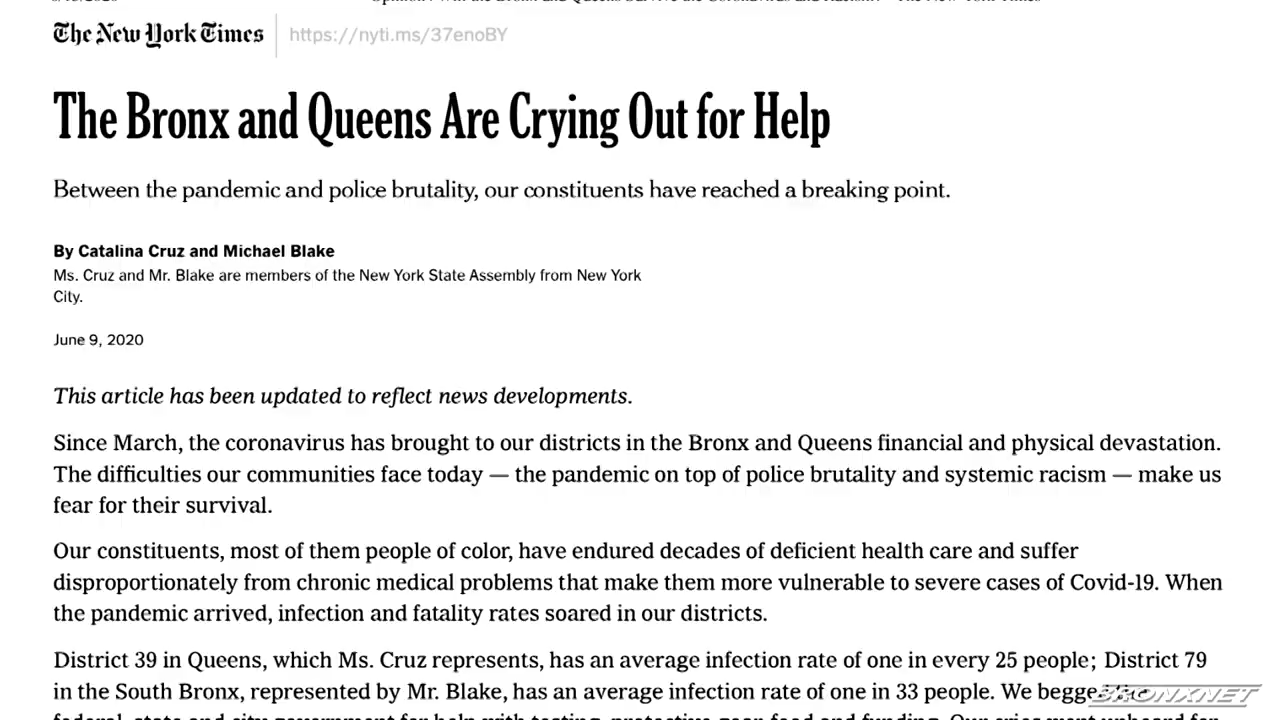 The New York Times
https://nyti.ms/37enoBY
The Bronx and Queens Are Crying Out for Help
Between the pandemic and police brutality, our constituents have reached a breaking point.
By Catalina Cruz and Michael Blake
Ms. Cruz and Mr. Blake are members of the New York State Assembly from New York
City.
June 9, 2020
This article has been updated to reflect news developments.
Since March, the coronavirus has brought to our districts in the Bronx and Queens financial and physical devastation.
The difficulties our communities face today — the pandemic on top of police brutality and systemic racism — make us
fear for their survival.
Our constituents, most of them people of color, have endured decades of deficient health care and suffer
disproportionately from chronic medical problems that make them more vulnerable to severe cases of Covid-19. When
the pandemic arrived, infection and fatality rates soared in our districts.
District 39 in Queens, which Ms. Cruz represents, has an average infection rate of one in every 25 people; District 79
in the South Bronx, represented by Mr. Blake, has an average infection rate of one in 33 people. We begged the
BRONXNET